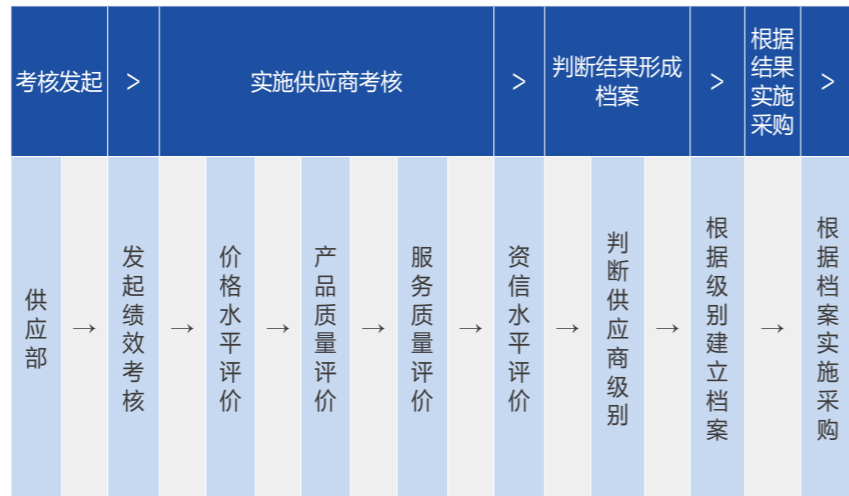 考核发起
>
实施供应商考核
>
判断结果形成
档案
>
根据
结果
实施
采购
>
供应部
→
发起绩效考核
→
价格水平评价
→
产品质量评价
→
服务质量评价
→
资信水平评价
→
判断供应商级别
→
根据级别建立档案
→
根据档案实施采购